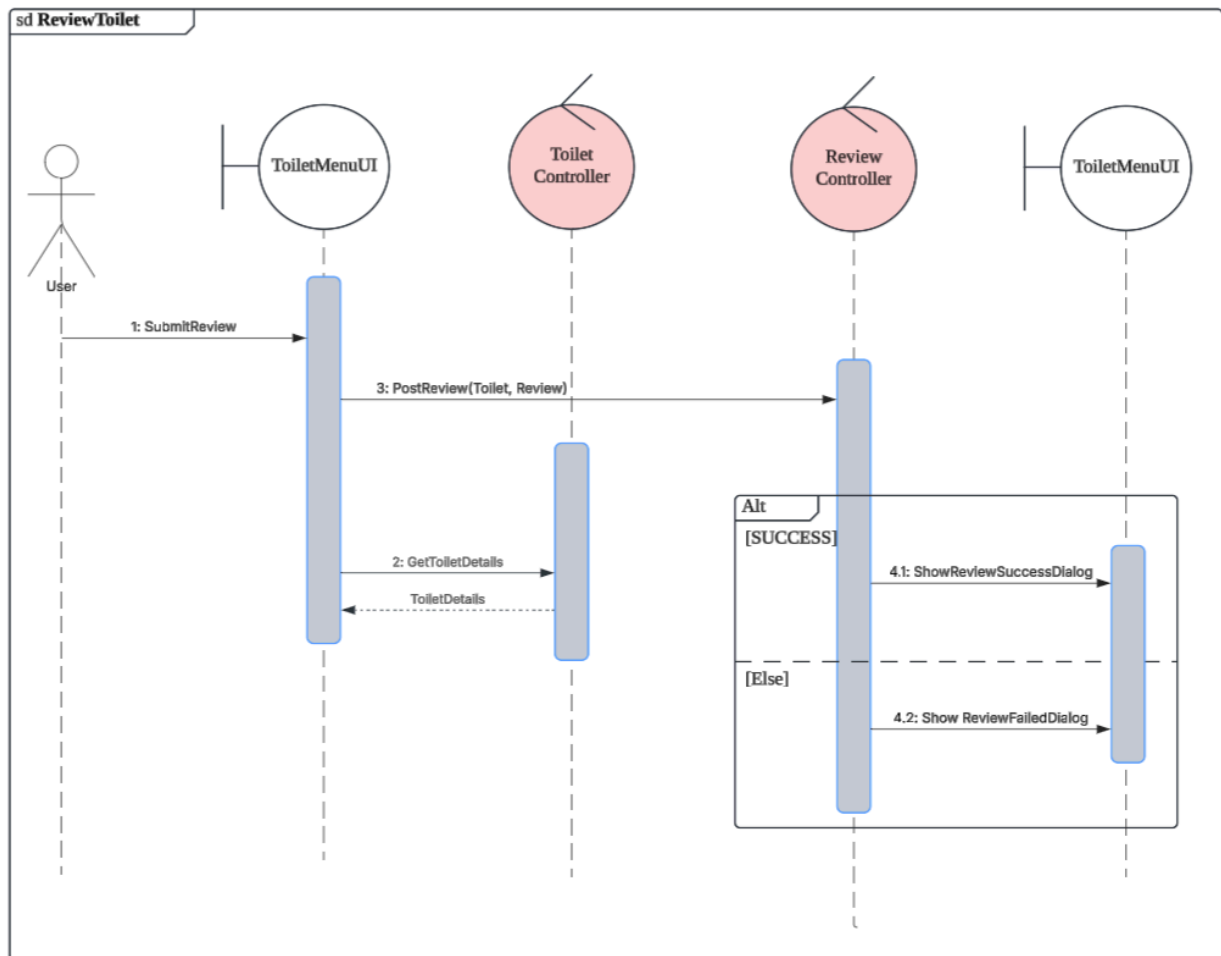 sd ReviewToilet
ToiletMenuUI
Toilet
Controller
Review
Controller
ToiletMenuUI
User
1: SubmitReview
3: PostReview(Toilet, Review)
Alt
[SUCCESS]
2: GetToiletDetails
4.1: ShowReviewSuccessDialog
ToiletDetails
[Else]
4.2: Show ReviewFailedDialog